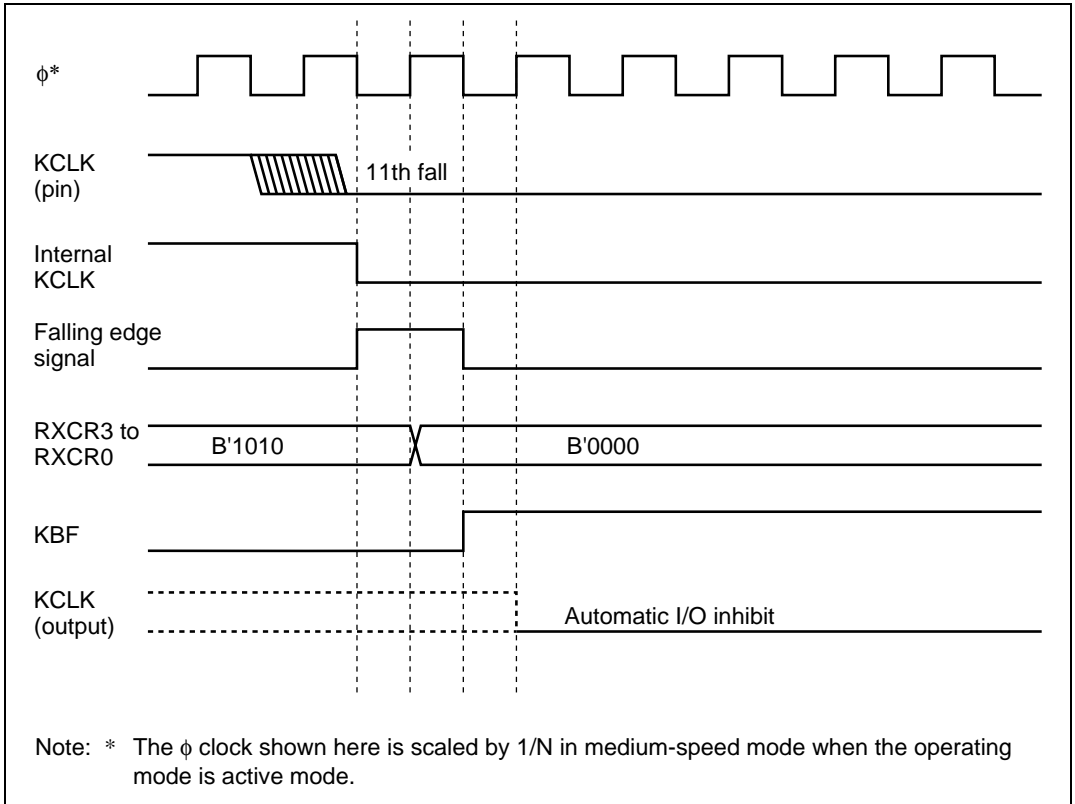 φ*
KCLK
(pin)
11th fall
Internal
KCLK
Falling edge
signal
RXCR3 to
RXCR0
B'1010
B'0000
KBF
KCLK
(output)
Automatic I/O inhibit
Note: * The φ clock shown here is scaled by 1/N in medium-speed mode when the operating
mode is active mode.